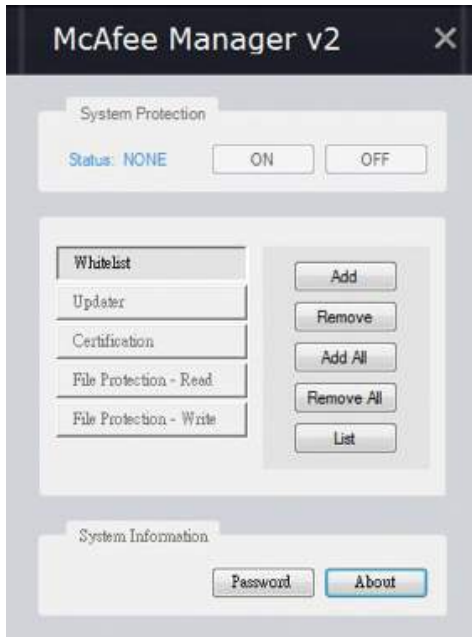 McAfee Manager v2 ×
System Protection
Status: NONE ON OFF
Whitelist
Updater
Certification
File Protection - Read
File Protection - Write
Add
Remove
Add All
Remove All
List
System Information
Password About